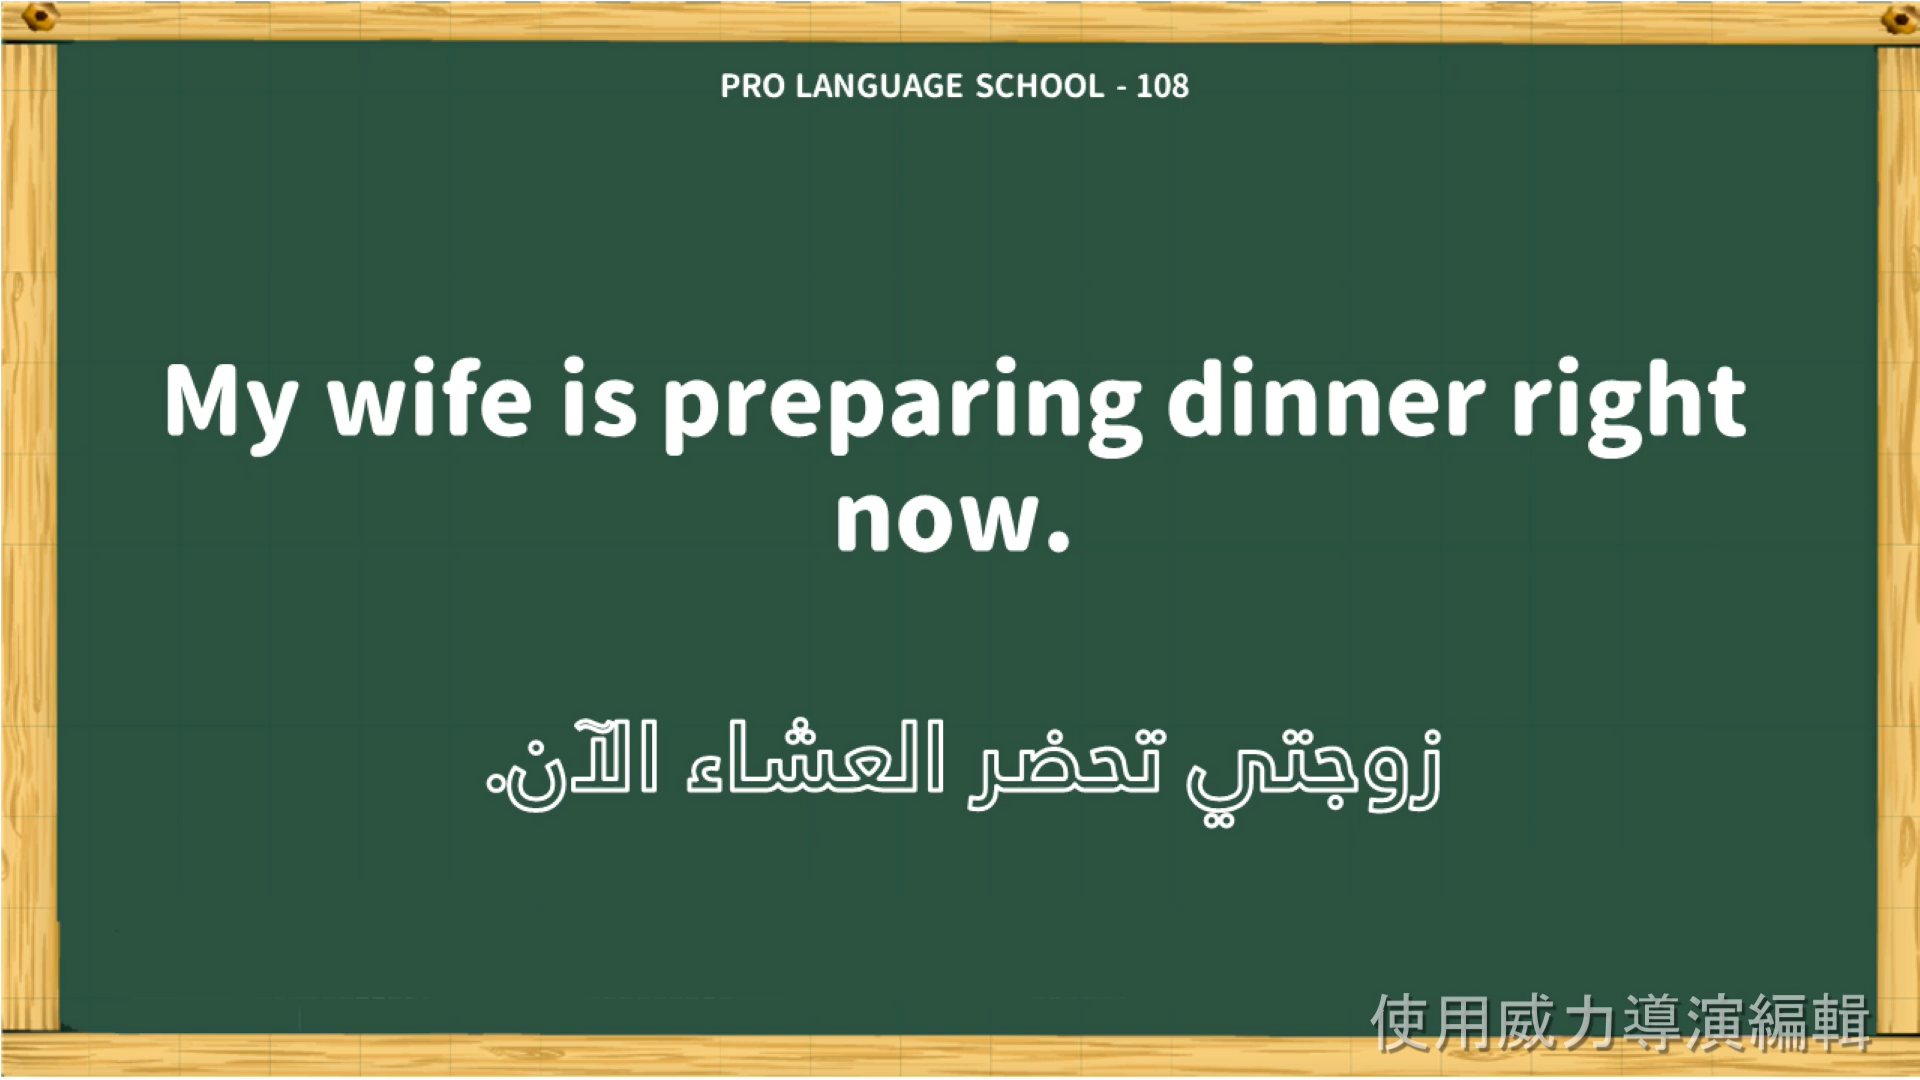 PRO LANGUAGE SCHOOL - 108
My wife is preparing dinner right
now.
زوجتي تحضر العشاء الآن.
使用威力導演編輯